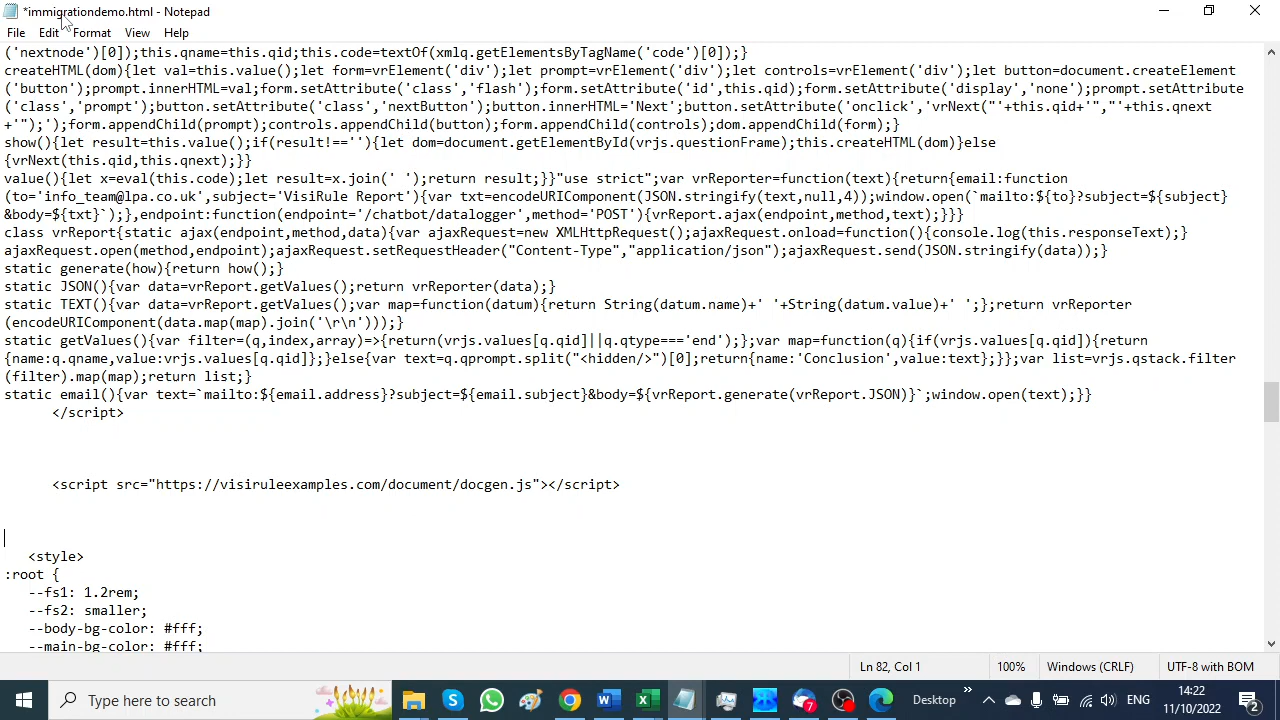 *immigrationdemo.html - Notepad
File Edit Format View Help
('nextnode')[0]);this.qname=this.qid;this.code=textOf(xmlq.getElementsByTagName('code')[0]);}
createHTML(dom){let val=this.value();let form=vrElement('div');let prompt=vrElement('div');let controls=vrElement('div');let button=document.createElement
('button');prompt.innerHTML=val;form.setAttribute('class','flash');form.setAttribute('id',this.qid);form.setAttribute('display','none');prompt.setAttribute
('class','prompt');button.setAttribute('class','nextButton');button.innerHTML='Next';button.setAttribute('onclick','vrNext("'+this.qid+'","'+this.qnext
+'");');form.appendChild(prompt);controls.appendChild(button);form.appendChild(controls);dom.appendChild(form);}
show(){let result=this.value();if(result!==''){let dom=document.getElementById(vrjs.questionFrame);this.createHTML(dom)}else
{vrNext(this.qid,this.qnext);}}
value(){let x=eval(this.code);let result=x.join(' ');return result;}}"use strict";var vrReporter=function(text){return{email:function
(to='info_team@lpa.co.uk',subject='VisiRule Report'){var txt=encodeURIComponent(JSON.stringify(text,null,4));window.open(`mailto:${to}?subject=${subject}
&body=${txt}`);},endpoint:function(endpoint='/chatbot/datalogger',method='POST'){vrReport.ajax(endpoint,method,text);}}}
class vrReport{static ajax(endpoint,method,data){var ajaxRequest=new XMLHttpRequest();ajaxRequest.onload=function(){console.log(this.responseText);}
ajaxRequest.open(method,endpoint);ajaxRequest.setRequestHeader("Content-Type","application/json");ajaxRequest.send(JSON.stringify(data));}
static generate(how){return how();}
static JSON(){var data=vrReport.getValues();return vrReporter(data);}
static TEXT(){var data=vrReport.getValues();var map=function(datum){return String(datum.name)+' '+String(datum.value)+' ';};return vrReporter
(encodeURIComponent(data.map(map).join('\r\n')));}
static getValues(){var filter=(q,index,array)=>{return(vrjs.values[q.qid]||q.qtype==='end');};var map=function(q){if(vrjs.values[q.qid]){return
{name:q.qname,value:vrjs.values[q.qid]};}else{var text=q.qprompt.split("<hidden/>")[0];return{name:'Conclusion',value:text};}};var list=vrjs.qstack.filter
(filter).map(map);return list;}
static email(){var text=`mailto:${email.address}?subject=${email.subject}&body=${vrReport.generate(vrReport.JSON)}`;window.open(text);}}
</script>
<script src="https://visiruleexamples.com/document/docgen.js"></script>
<style>
:root {
--fs1: 1.2rem;
--fs2: smaller;
--body-bg-color: #fff;
--main-bg-color: #fff;
Ln 82, Col 1 100% Windows (CRLF) UTF-8 with BOM
Type here to search Desktop ENG 14:22
11/10/2022